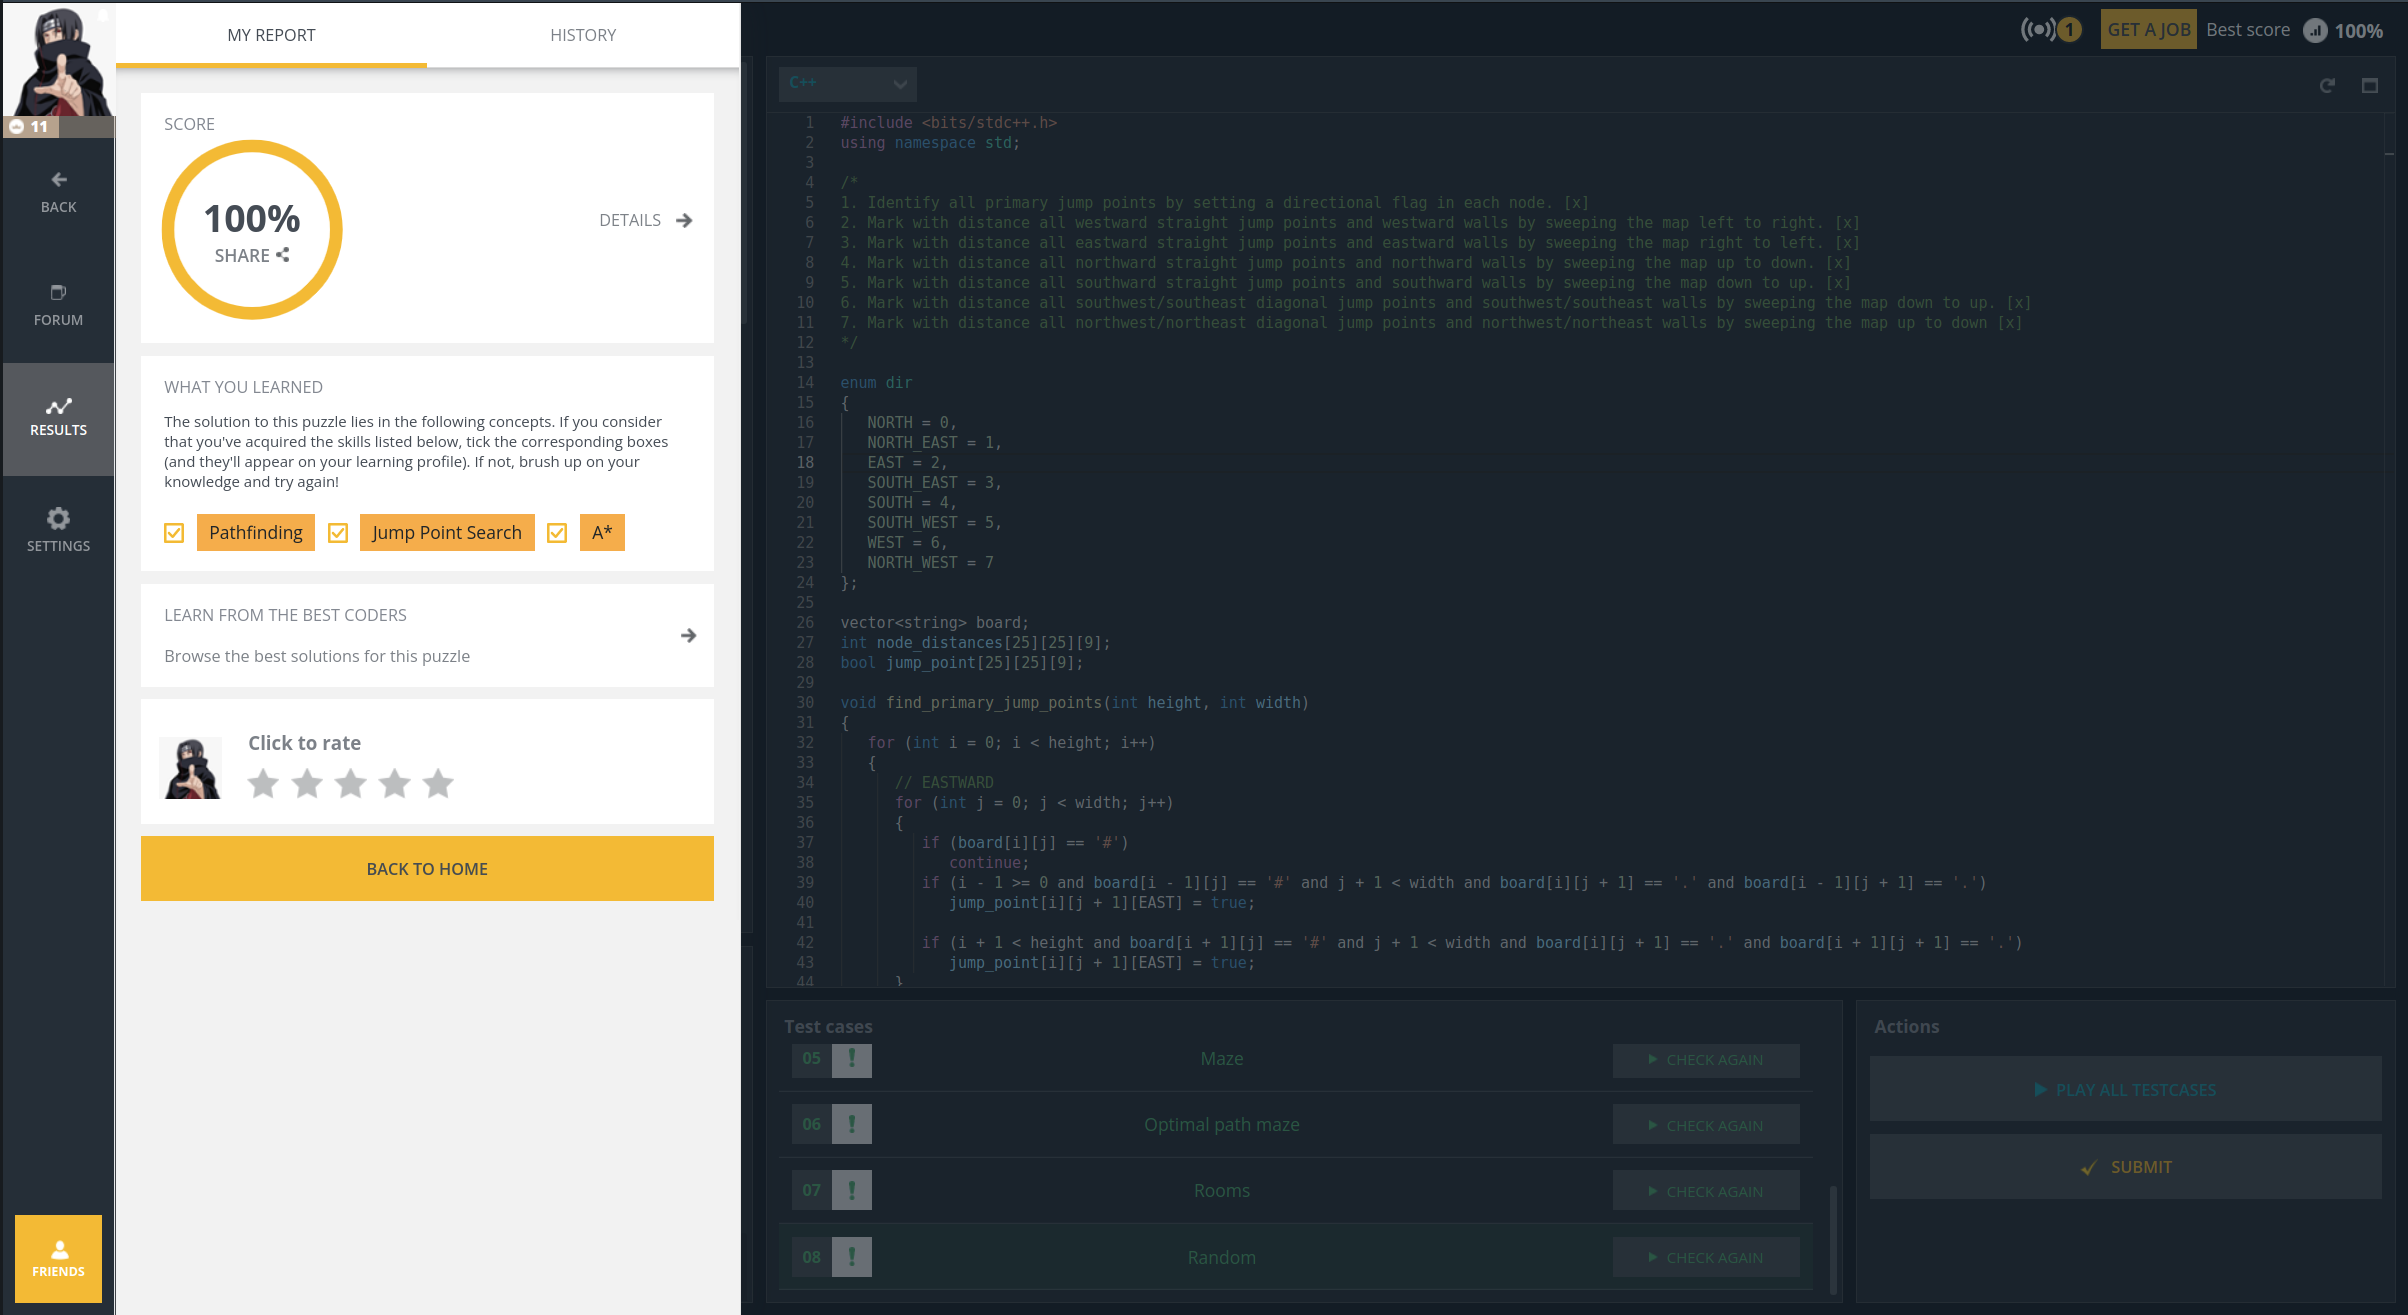 11
BACK
FORUM
RESULTS
SETTINGS
FRIENDS
MY REPORT
HISTORY
SCORE
100%
SHARE
DETAILS
WHAT YOU LEARNED
The solution to this puzzle lies in the following concepts. If you consider
that you've acquired the skills listed below, tick the corresponding boxes
(and they'll appear on your learning profile). If not, brush up on your
knowledge and try again!
Pathfinding
Jump Point Search
A*
LEARN FROM THE BEST CODERS
Browse the best solutions for this puzzle
Click to rate
BACK TO HOME
1
GET A JOB
Best score
100%
C++
1 #include <bits/stdc++.h>
2 using namespace std;
3
4 /*
5 1. Identify all primary jump points by setting a directional flag in each node. [x]
6 2. Mark with distance all westward straight jump points and westward walls by sweeping the map left to right. [x]
7 3. Mark with distance all eastward straight jump points and eastward walls by sweeping the map right to left. [x]
8 4. Mark with distance all northward straight jump points and northward walls by sweeping the map up to down. [x]
9 5. Mark with distance all southward straight jump points and southward walls by sweeping the map down to up. [x]
10 6. Mark with distance all southwest/southeast diagonal jump points and southwest/southeast walls by sweeping the map down to up. [x]
11 7. Mark with distance all northwest/northeast diagonal jump points and northwest/northeast walls by sweeping the map up to down [x]
12 */
13
14 enum dir
15 {
16 NORTH = 0,
17 NORTH_EAST = 1,
18 EAST = 2,
19 SOUTH_EAST = 3,
20 SOUTH = 4,
21 SOUTH_WEST = 5,
22 WEST = 6,
23 NORTH_WEST = 7
24 };
25
26 vector<string> board;
27 int node_distances[25][25][9];
28 bool jump_point[25][25][9];
29
30 void find_primary_jump_points(int height, int width)
31 {
32 for (int i = 0; i < height; i++)
33 {
34 // EASTWARD
35 for (int j = 0; j < width; j++)
36 {
37 if (board[i][j] == '#')
38 continue;
39 if (i - 1 >= 0 and board[i - 1][j] == '#' and j + 1 < width and board[i][j + 1] == '.' and board[i - 1][j + 1] == '.')
40 jump_point[i][j + 1][EAST] = true;
41
42 if (i + 1 < height and board[i + 1][j] == '#' and j + 1 < width and board[i][j + 1] == '.' and board[i + 1][j + 1] == '.')
43 jump_point[i][j + 1][EAST] = true;
44 }
Test cases
05 ! Maze CHECK AGAIN
06 ! Optimal path maze CHECK AGAIN
07 ! Rooms CHECK AGAIN
08 ! Random CHECK AGAIN
Actions
PLAY ALL TESTCASES
SUBMIT